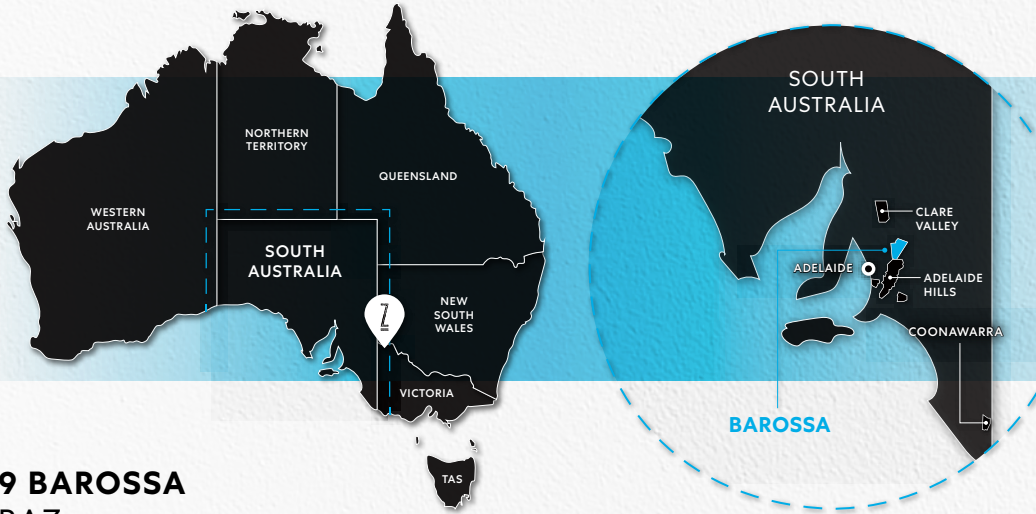 NORTHERN
TERRITORY
QUEENSLAND
WESTERN
AUSTRALIA
SOUTH
AUSTRALIA
NEW
SOUTH
WALES
VICTORIA
TAS
Z
SOUTH
AUSTRALIA
CLARE
VALLEY
ADELAIDE
ADELAIDE
HILLS
COONAWARRA
BAROSSA
9 BAROSSA